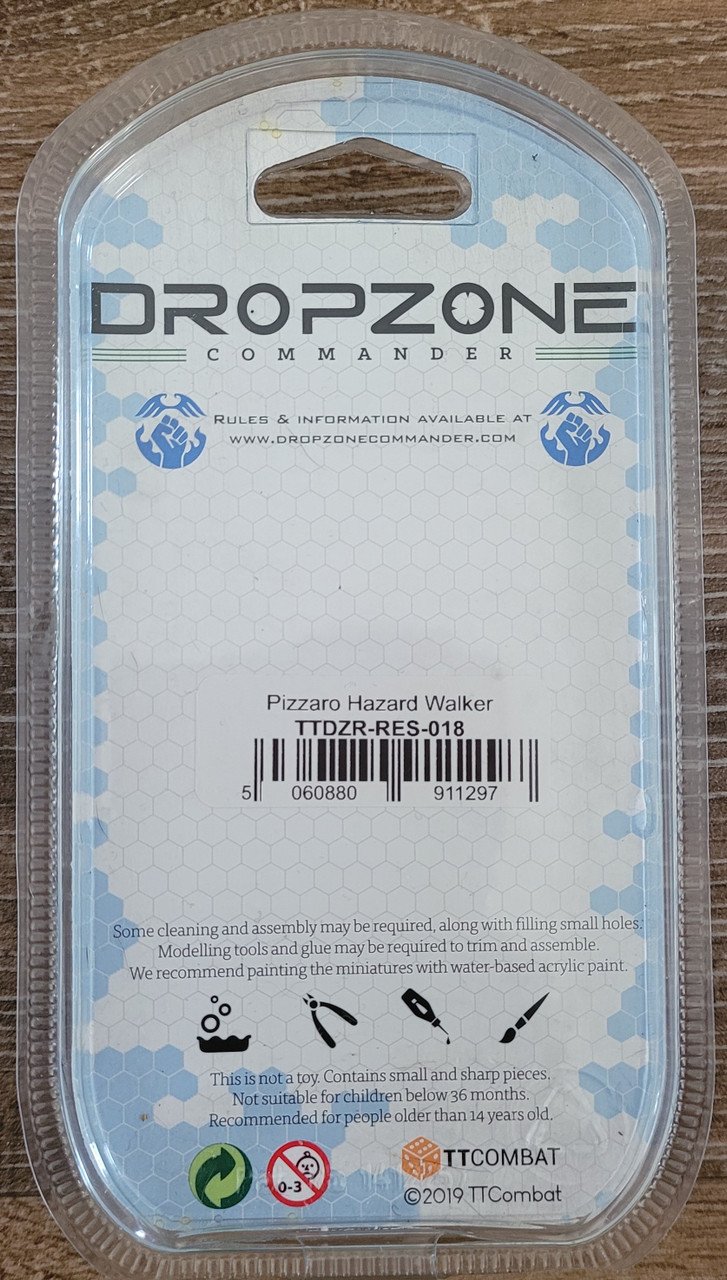 DROPZONE
COMMANDER
RULES & INFORMATION AVAILABLE AT
WWW.DROPZONECOMMANDER.COM
Pizzaro Hazard Walker
TTDZR-RES-018
5 060880 911297
Some cleaning and assembly may be required, along with filling small holes.
Modelling tools and glue may be required to trim and assemble.
We recommend painting the miniatures with water-based acrylic paint.
This is not a toy. Contains small and sharp pieces.
Not suitable for children below 36 months.
Recommended for people older than 14 years old.
0-3
TTCOMBAT
©2019 TTCombat